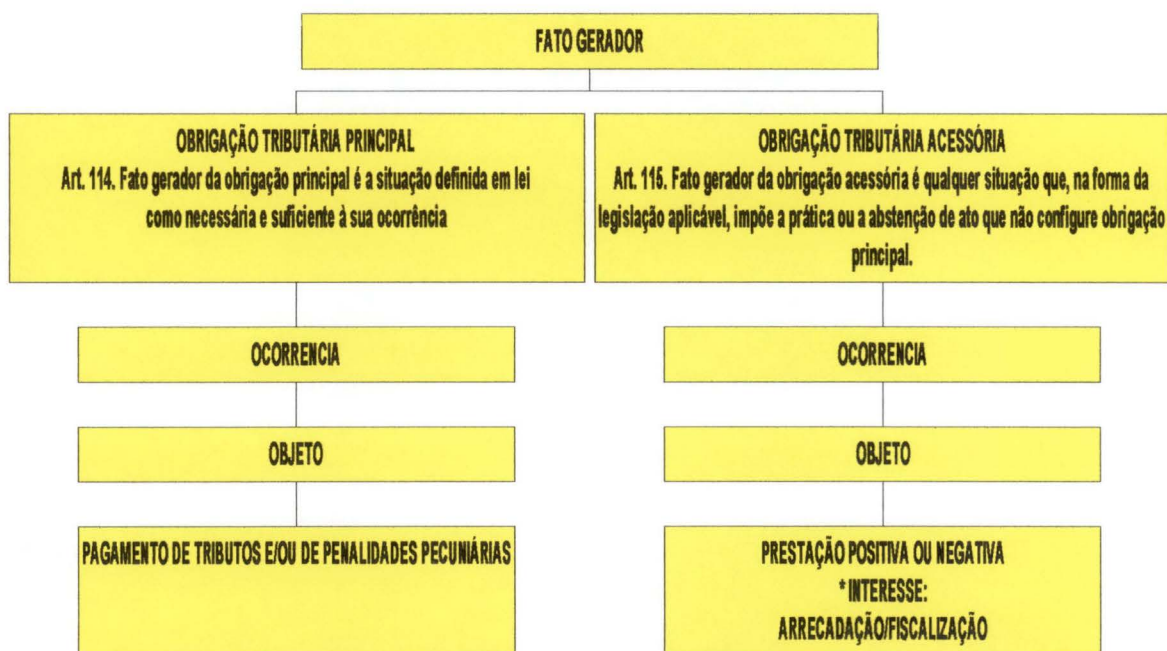 FATO GERADOR
OBRIGAÇÃO TRIBUTÁRIA PRINCIPAL
Art. 114. Fato gerador da obrigação principal é a situação definida em lei
como necessária e suficiente à sua ocorrência
OBRIGAÇÃO TRIBUTÁRIA ACESSÓRIA
Art. 115. Fato gerador da obrigação acessória é qualquer situação que, na forma da
legislação aplicável, impõe a prática ou a abstenção de ato que não configure obrigação
principal.
OCORRENCIA
OCORRENCIA
OBJETO
OBJETO
PAGAMENTO DE TRIBUTOS E/OU DE PENALIDADES PECUNIÁRIAS
PRESTAÇÃO POSITIVA OU NEGATIVA
* INTERESSE:
ARRECADAÇÃO/FISCALIZAÇÃO